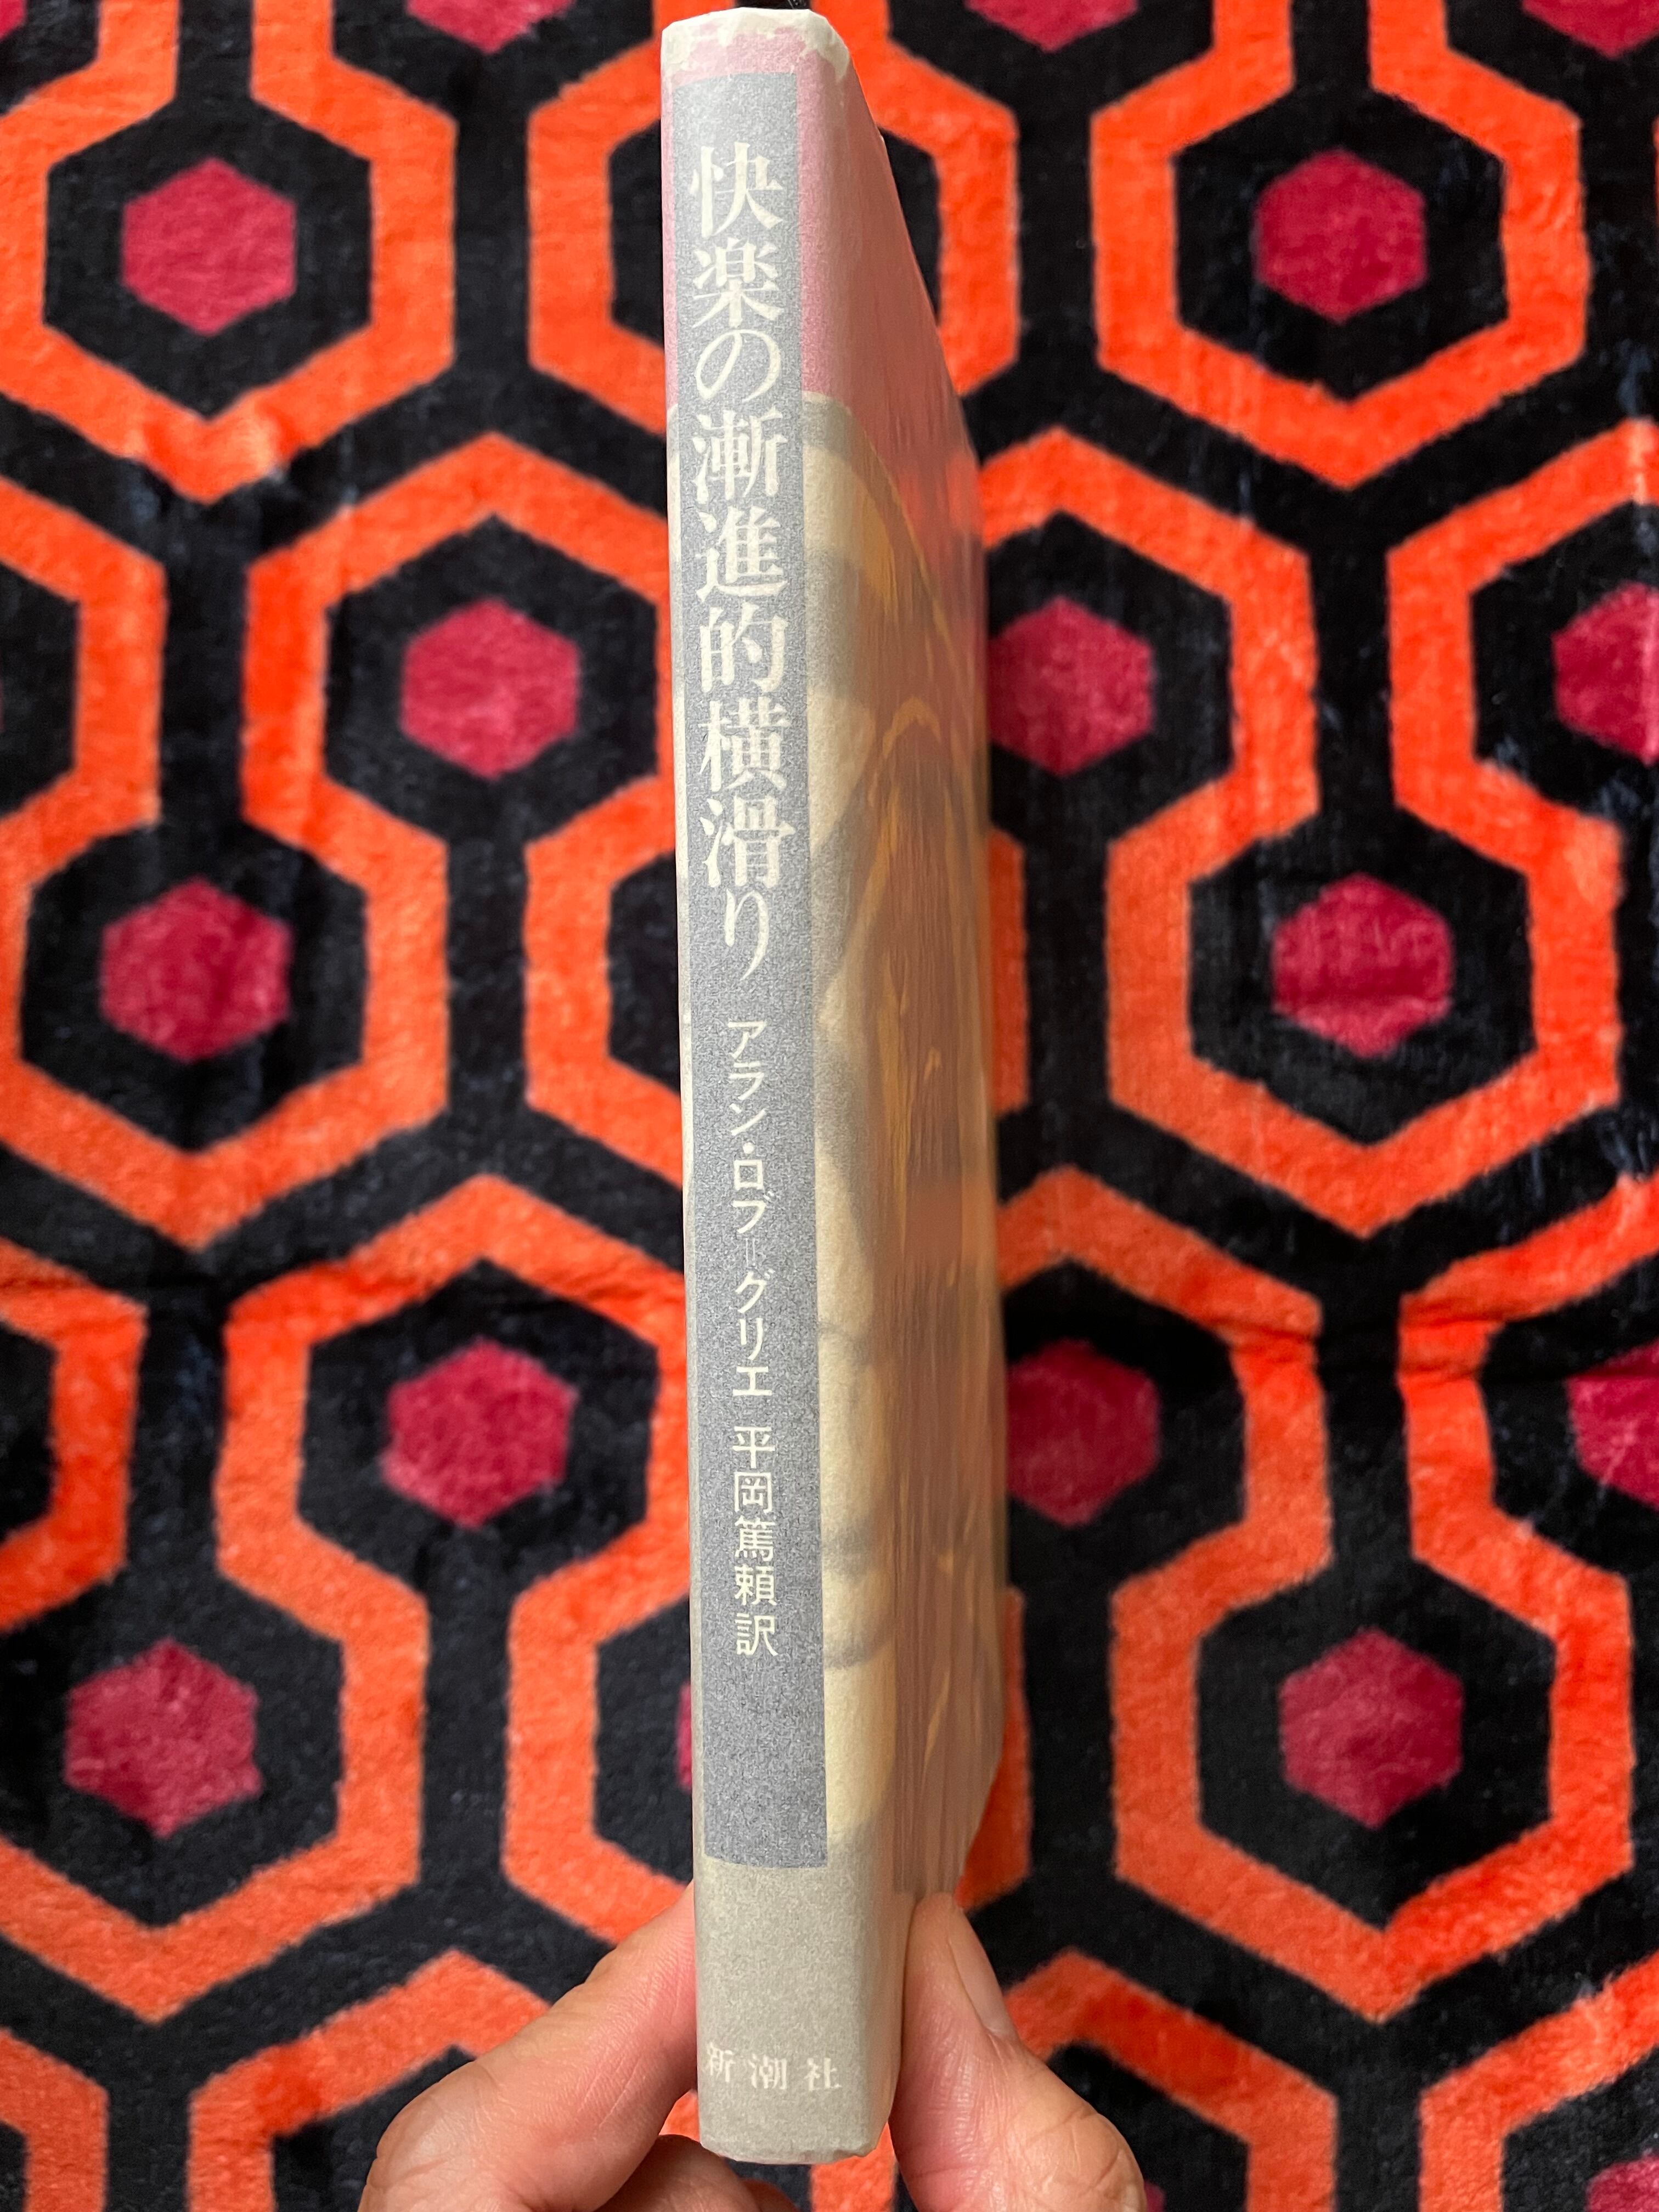 快楽の漸進的横滑り
アラン・ロブ=グリエ
平岡篤頼訳
新潮社